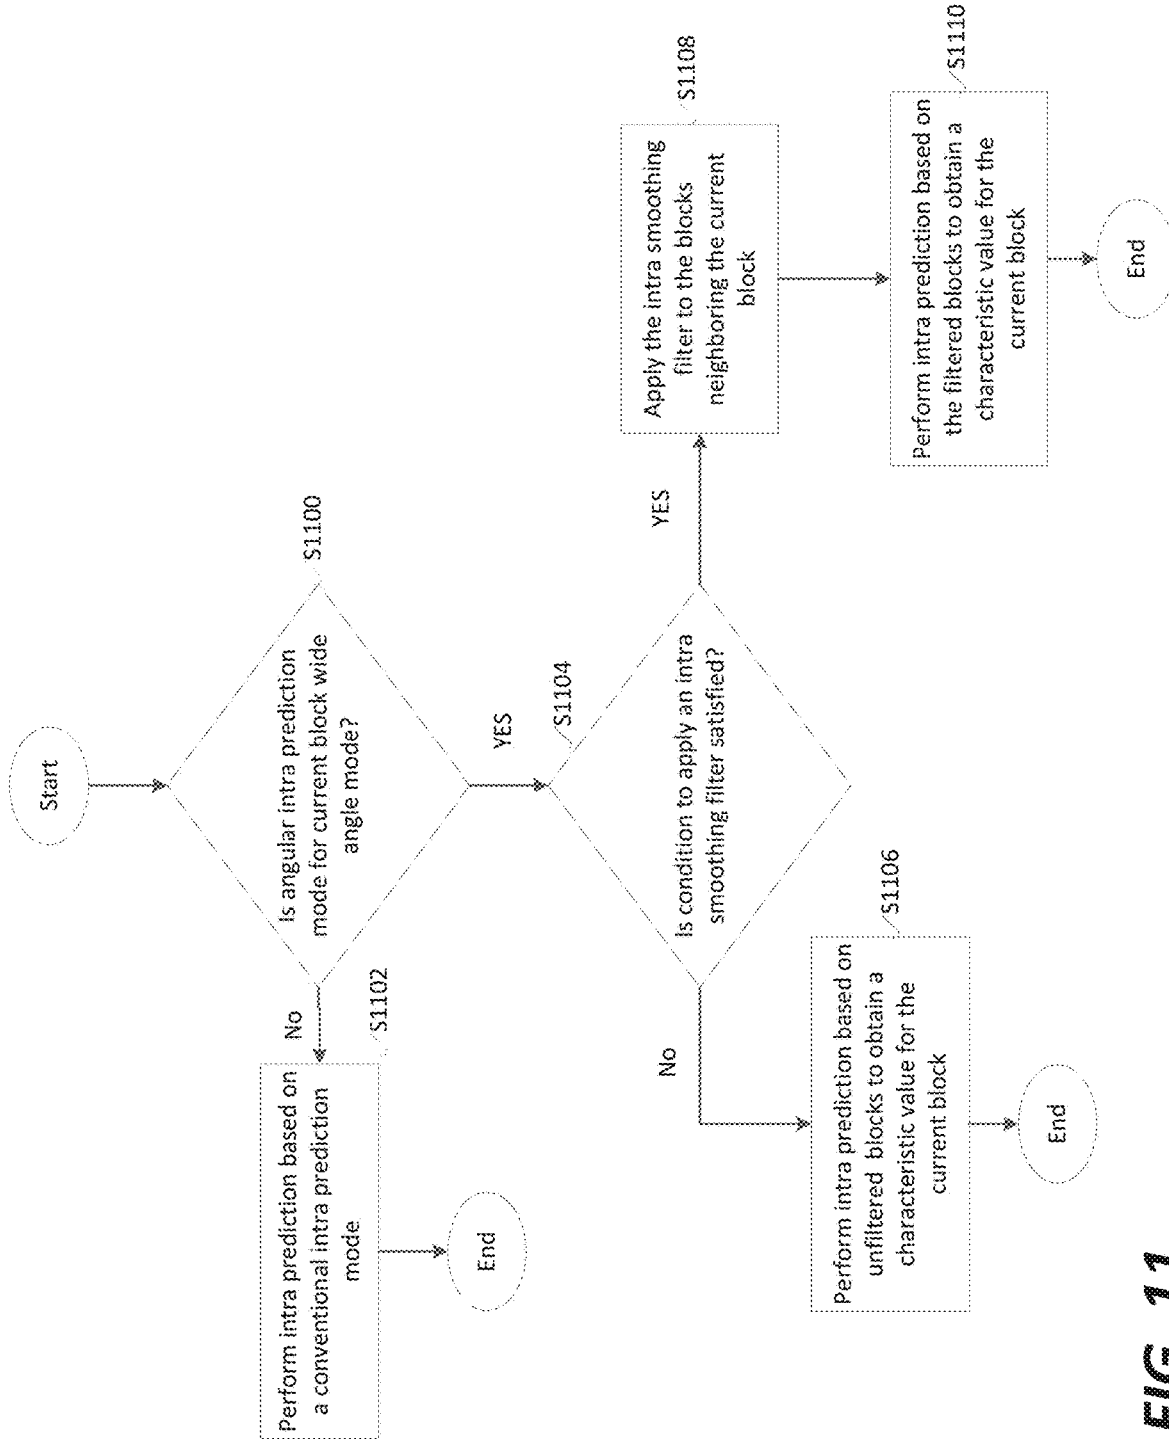 Start
Is angular intra prediction
mode for current block wide
angle mode?
S1100
No
YES
Perform intra prediction based on
a conventional intra prediction
mode
S1102
End
Is condition to apply an intra
smoothing filter satisfied?
S1104
No
YES
Perform intra prediction based on
unfiltered blocks to obtain a
characteristic value for the
current block
S1106
End
Apply the intra smoothing
filter to the blocks
neighboring the current
block
S1108
Perform intra prediction based on
the filtered blocks to obtain a
characteristic value for the
current block
S1110
End
FIG. 11